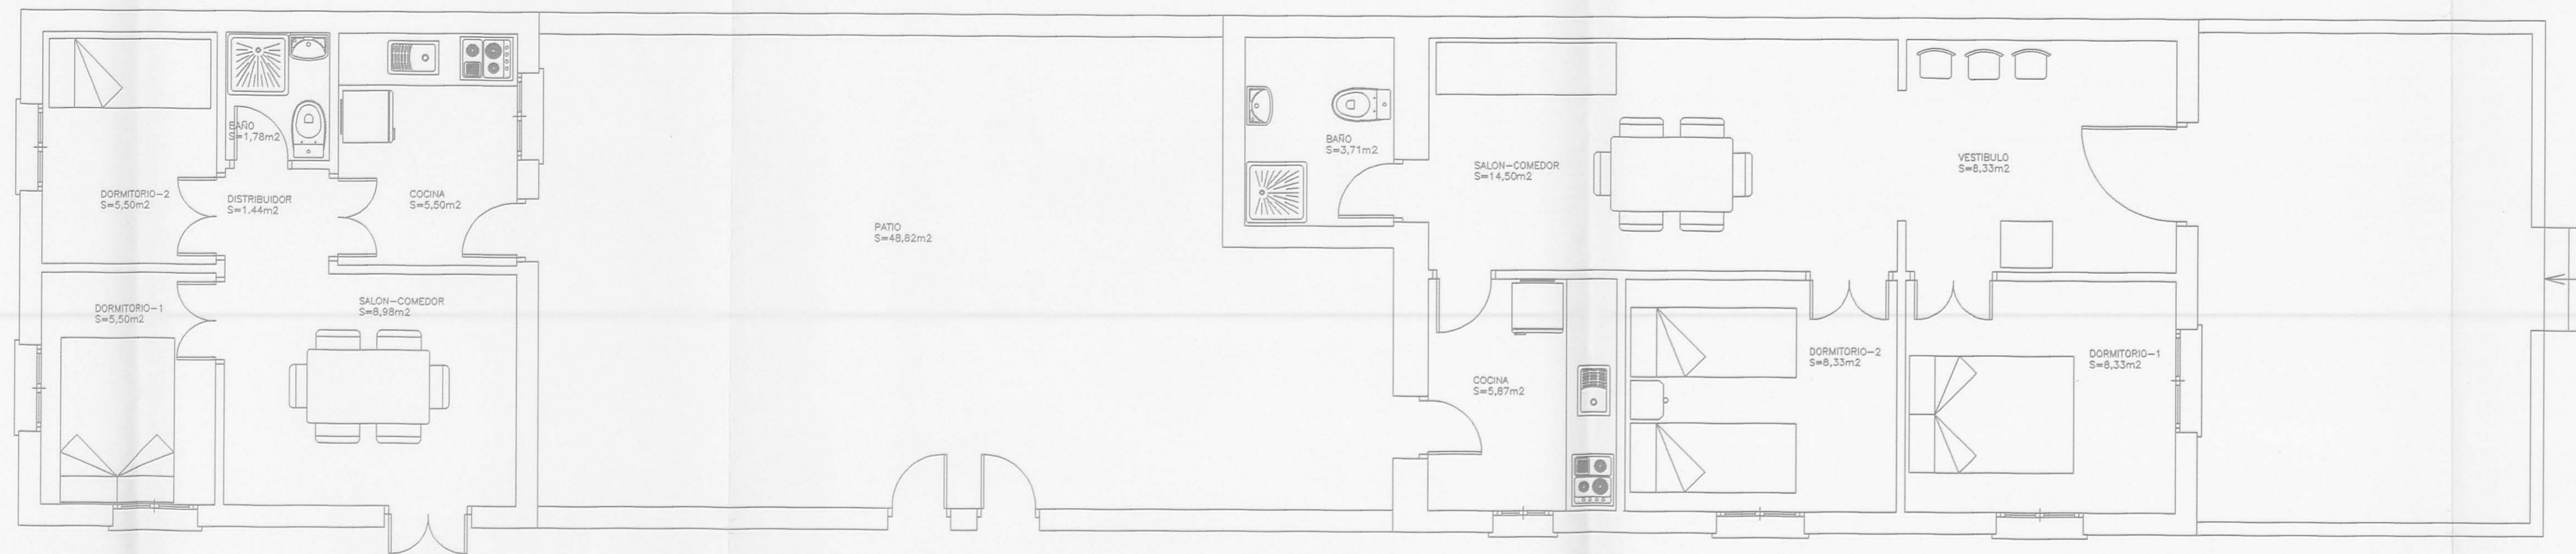 BAÑO
S=1,78m2
DORMITORIO-2
S=5,50m2
DISTRIBUIDOR
S=1.44m2
COCINA
S=5,50m2
DORMITORIO-1
S=5,50m2
SALON-COMEDOR
S=8,98m2
PATIO
S=48,82m2
BAÑO
S=3,71m2
SALON-COMEDOR
S=14,50m2
VESTIBULO
S=8,33m2
COCINA
S=5,87m2
DORMITORIO-2
S=8,33m2
DORMITORIO-1
S=8,33m2